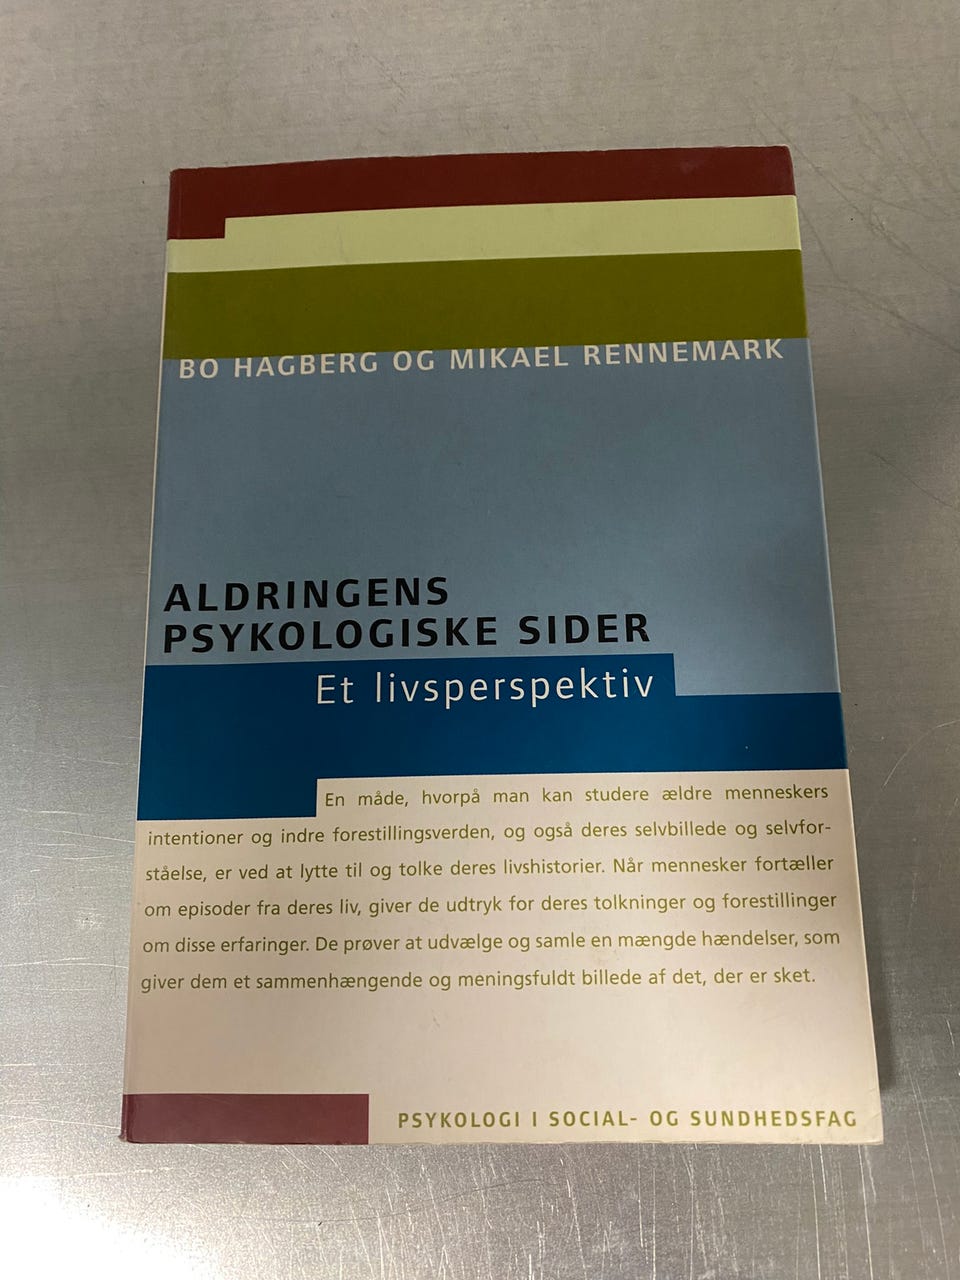 BO HAGBERG OG MIKAEL RENNEMARK
ALDRINGENS
PSYKOLOGISKE SIDER
Et livsperspektiv
En måde, hvorpå man kan studere ældre menneskers
intentioner og indre forestillingsverden, og også deres selvbillede og selvfor-
ståelse, er ved at lytte til og tolke deres livshistorier. Når mennesker fortæller
om episoder fra deres liv, giver de udtryk for deres tolkninger og forestillinger
om disse erfaringer. De prøver at udvælge og samle en mængde hændelser, som
giver dem et sammenhængende og meningsfuldt billede af det, der er sket.
PSYKOLOGI I SOCIAL- OG SUNDHEDSFAG